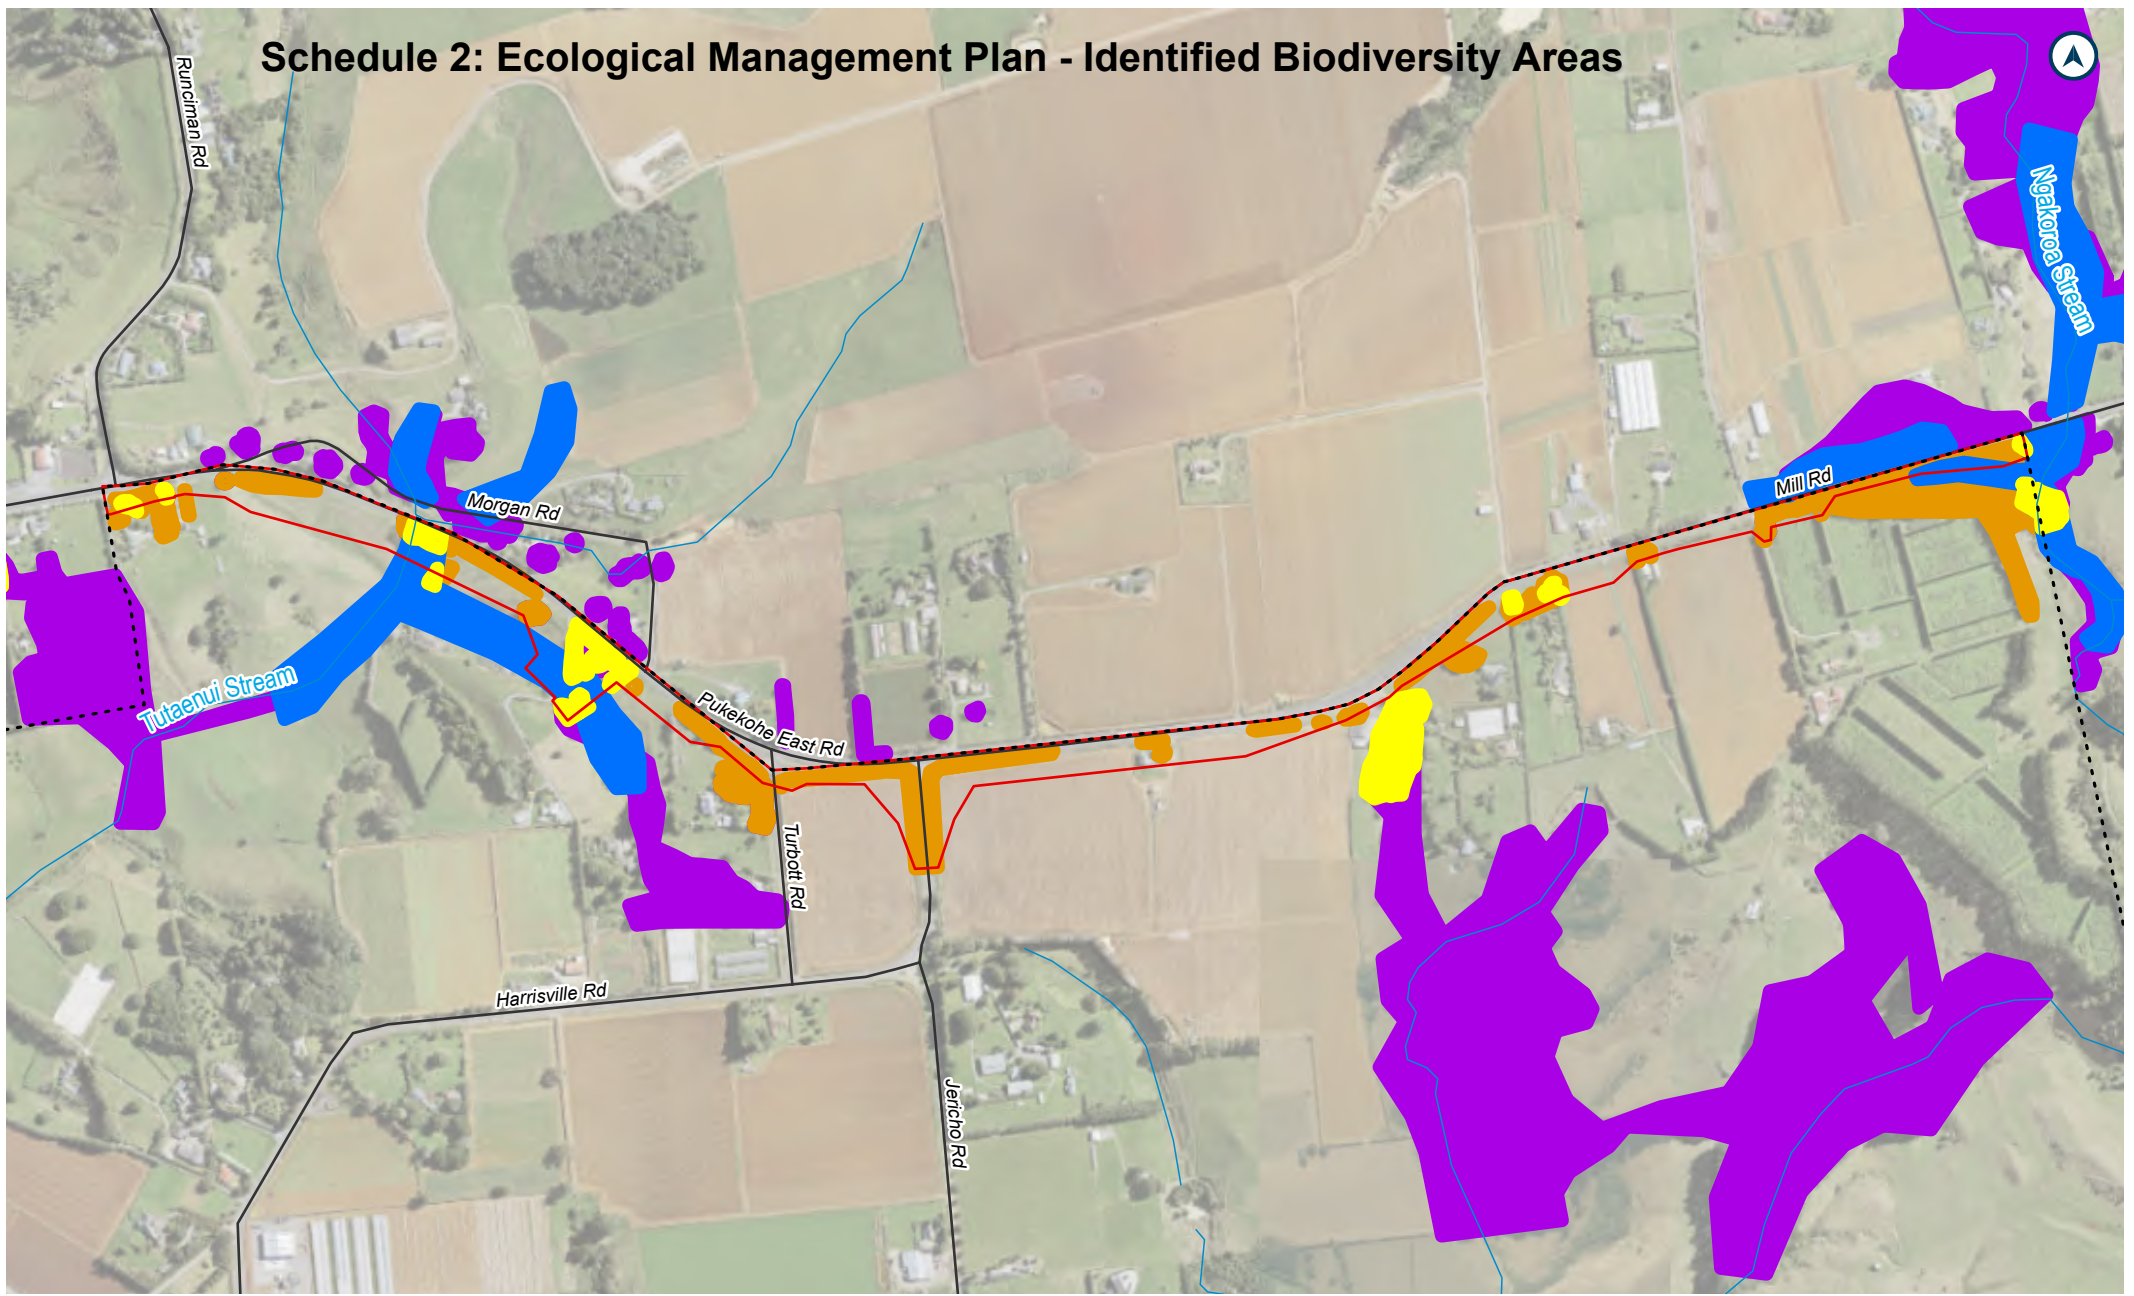 Schedule 2: Ecological Management Plan - Identified Biodiversity Areas
Runciman Rd
Ngakoroa Stream
Morgan Rd
Mill Rd
Tutaenui Stream
Pukekohe East Rd
Turbott Rd
Harrisville Rd
Jericho Rd